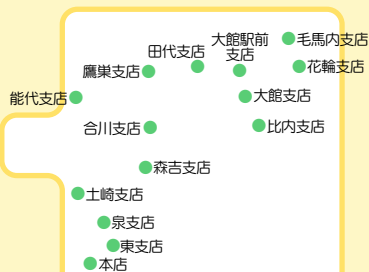 毛馬内支店
大館駅前
支店
田代支店
花輪支店
鷹巣支店
能代支店
大館支店
合川支店
比内支店
森吉支店
土崎支店
泉支店
東支店
本店